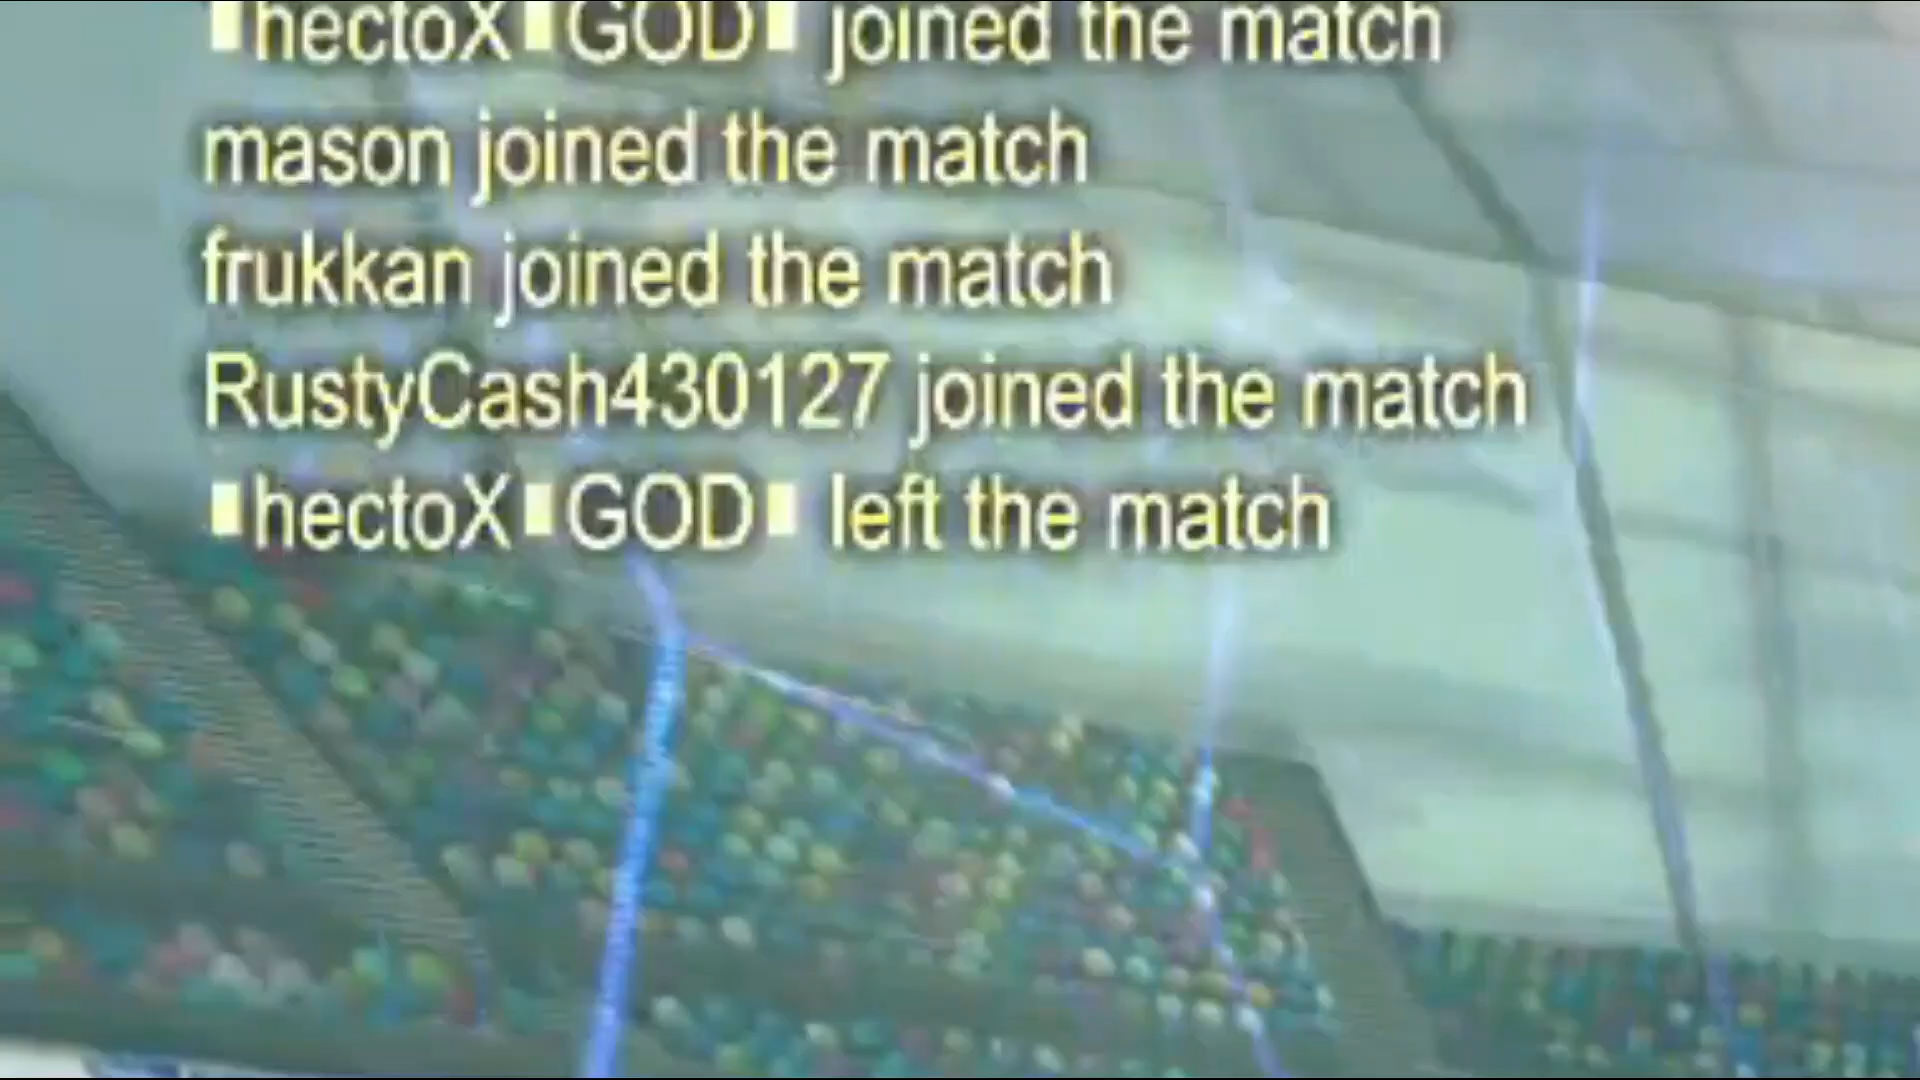 ▮hectoX▮GOD▮ joined the match
mason joined the match
frukkan joined the match
RustyCash430127 joined the match
▮hectoX▮GOD▮ left the match